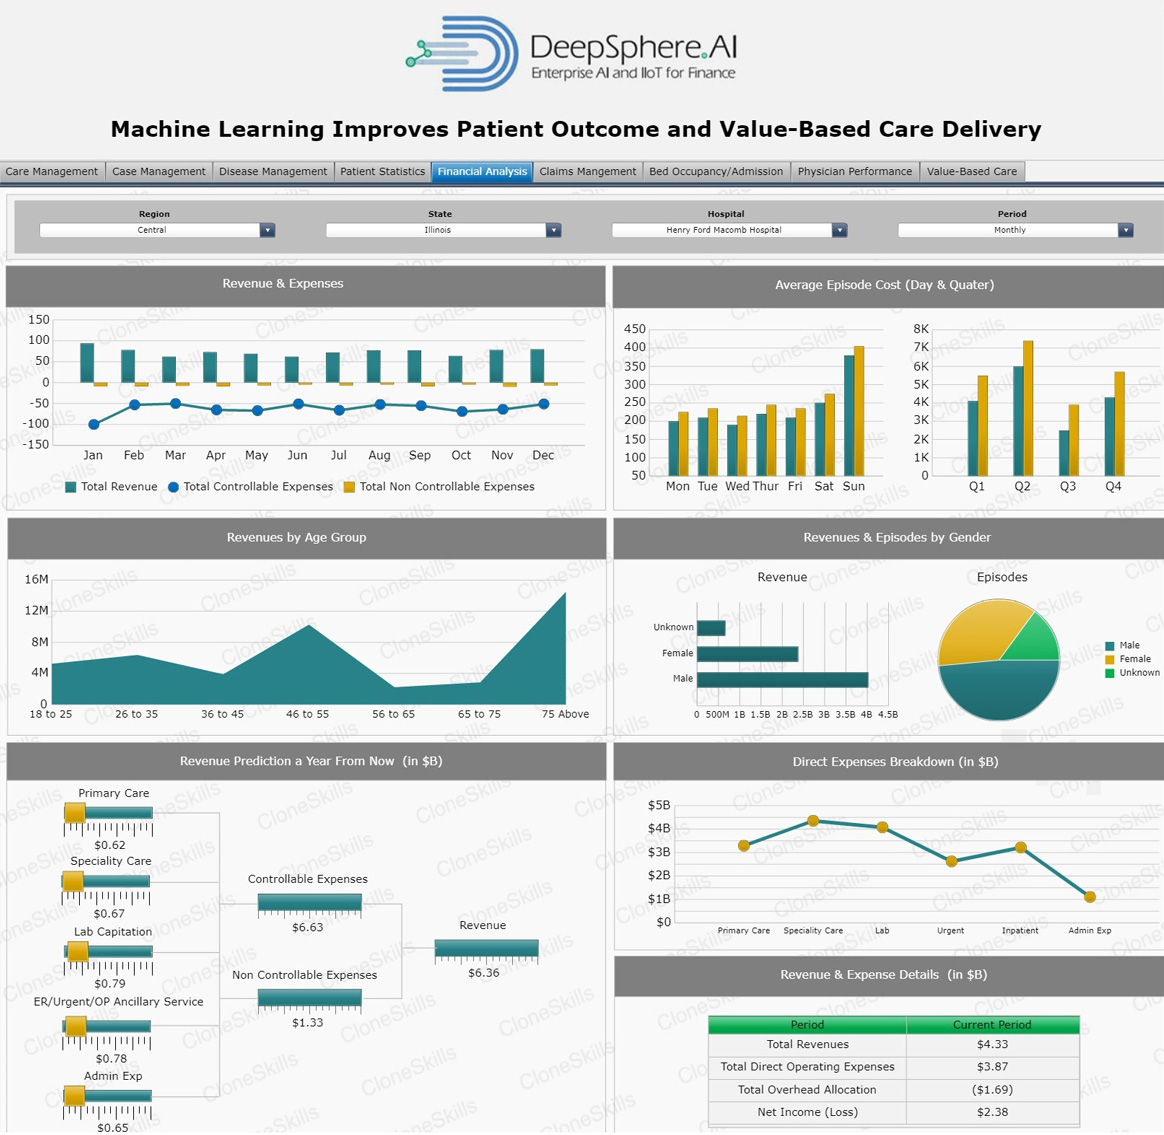 DeepSphere.AI
Enterprise AI and IIoT for Finance
Machine Learning Improves Patient Outcome and Value-Based Care Delivery
Care Management Case Management Disease Management Patient Statistics Financial Analysis Claims Mangement Bed Occupancy/Admission Physician Performance Value-Based Care
Region State Hospital Period
Central Illinois Henry Ford Macomb Hospital Monthly
Revenue & Expenses
150
100
50
0
-50
-100
-150
Jan Feb Mar Apr May Jun Jul Aug Sep Oct Nov Dec
Total Revenue Total Controllable Expenses Total Non Controllable Expenses
Average Episode Cost (Day & Quater)
450
400
350
300
250
200
150
100
50
Mon Tue Wed Thur Fri Sat Sun
8K
7K
6K
5K
4K
3K
2K
1K
0
Q1 Q2 Q3 Q4
Revenues by Age Group
16M
12M
8M
4M
0
18 to 25 26 to 35 36 to 45 46 to 55 56 to 65 65 to 75 75 Above
Revenues & Episodes by Gender
Revenue
Unknown
Female
Male
0 500M 1B 1.5B 2B 2.5B 3B 3.5B 4B 4.5B
Episodes
Male
Female
Unknown
Revenue Prediction a Year From Now (in $B)
Primary Care
$0.62
Speciality Care
$0.67
Lab Capitation
$0.79
ER/Urgent/OP Ancillary Service
$0.78
Admin Exp
$0.65
Controllable Expenses
$6.63
Non Controllable Expenses
$1.33
Revenue
$6.36
Direct Expenses Breakdown (in $B)
$5B
$4B
$3B
$2B
$1B
$0
Primary Care Speciality Care Lab Urgent Inpatient Admin Exp
Revenue & Expense Details (in $B)
Period Current Period
Total Revenues $4.33
Total Direct Operating Expenses $3.87
Total Overhead Allocation ($1.69)
Net Income (Loss) $2.38
CloneSkills